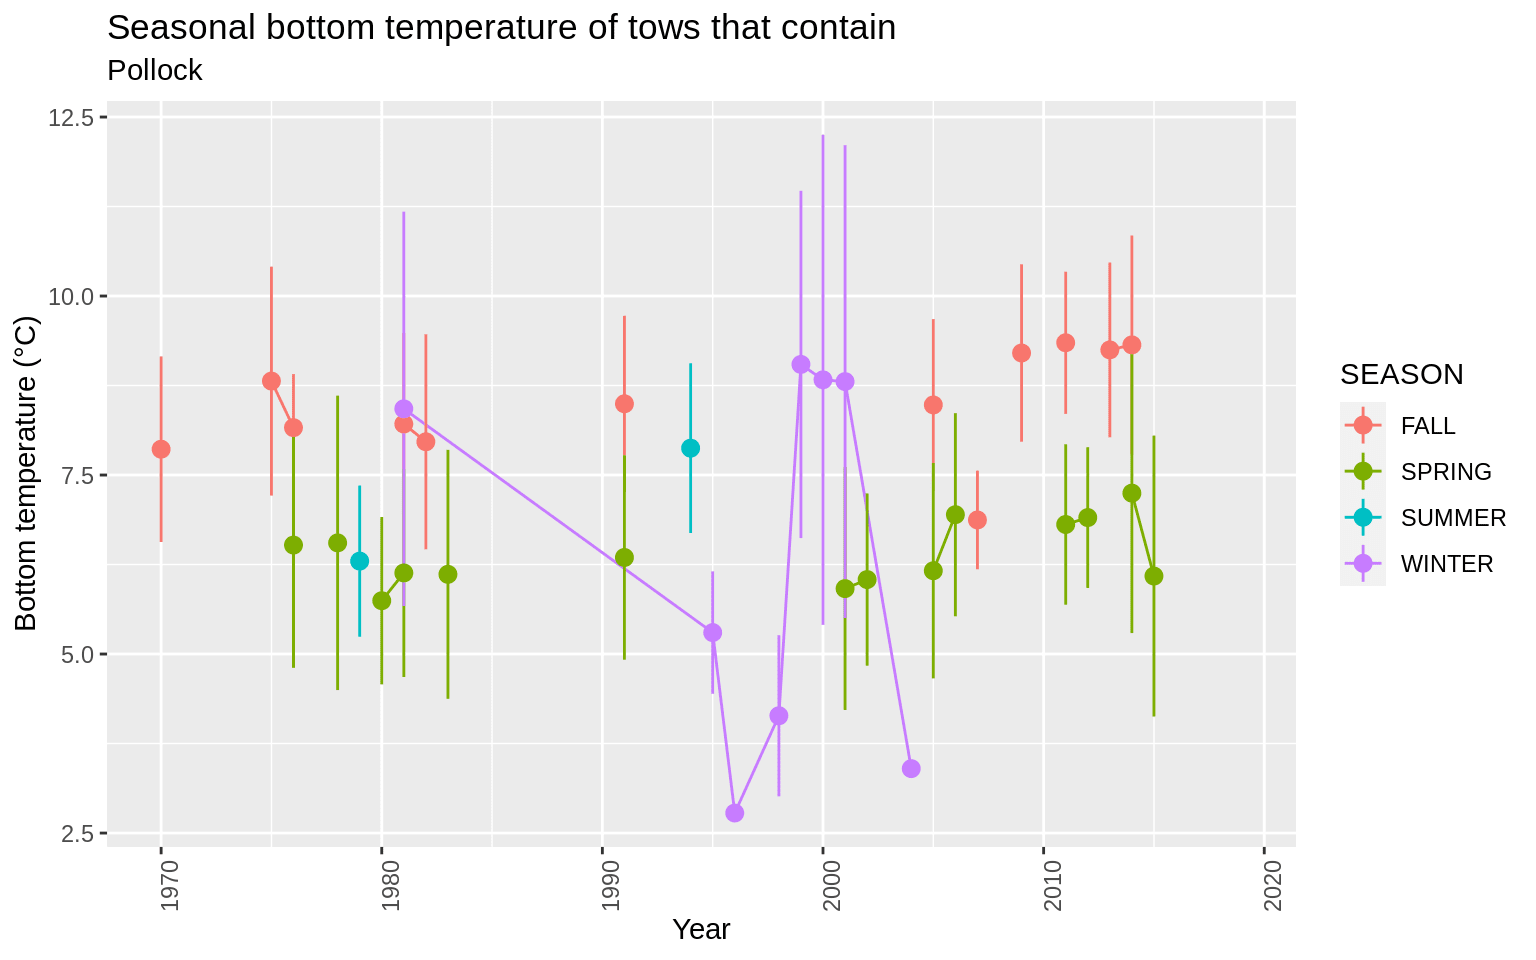 Seasonal bottom temperature of tows that contain
Pollock
Bottom temperature (°C)
12.5
10.0
7.5
5.0
2.5
1970
1980
1990
2000
2010
2020
Year
SEASON
FALL
SPRING
SUMMER
WINTER